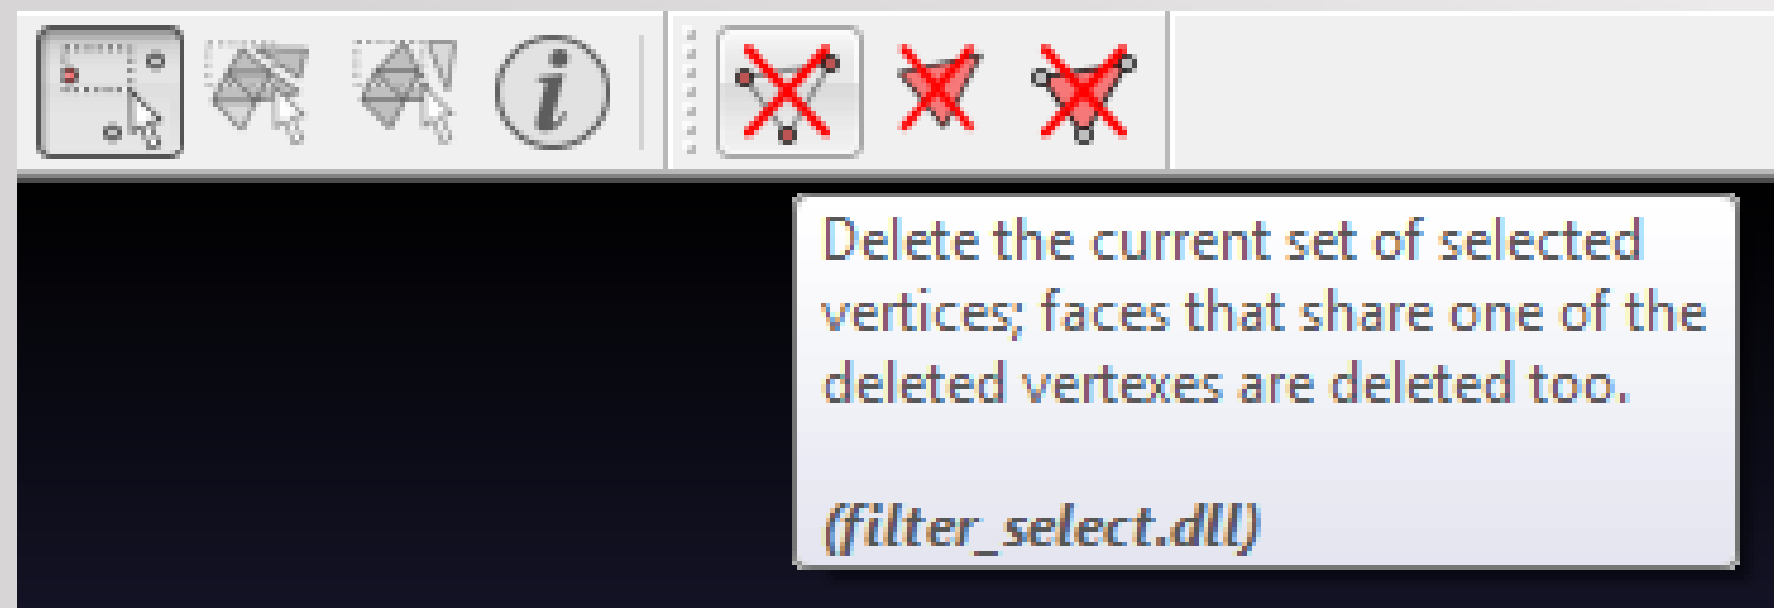 Delete the current set of selected
vertices; faces that share one of the
deleted vertexes are deleted too.
(filter_select.dll)